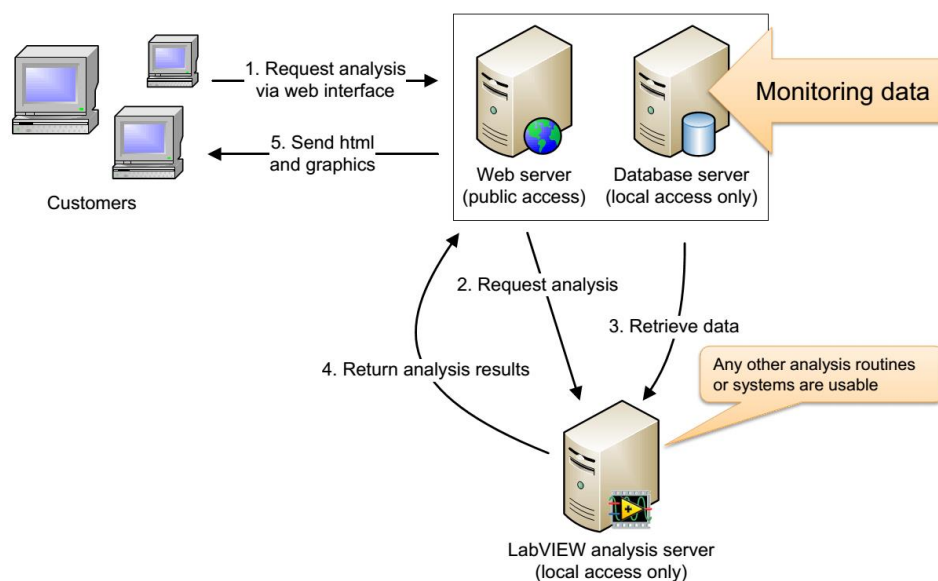 1. Request analysis
via web interface
5. Send html
and graphics
Customers
Web server
(public access)
Database server
(local access only)
Monitoring data
2. Request analysis
3. Retrieve data
4. Return analysis results
Any other analysis routines
or systems are usable
LabVIEW analysis server
(local access only)